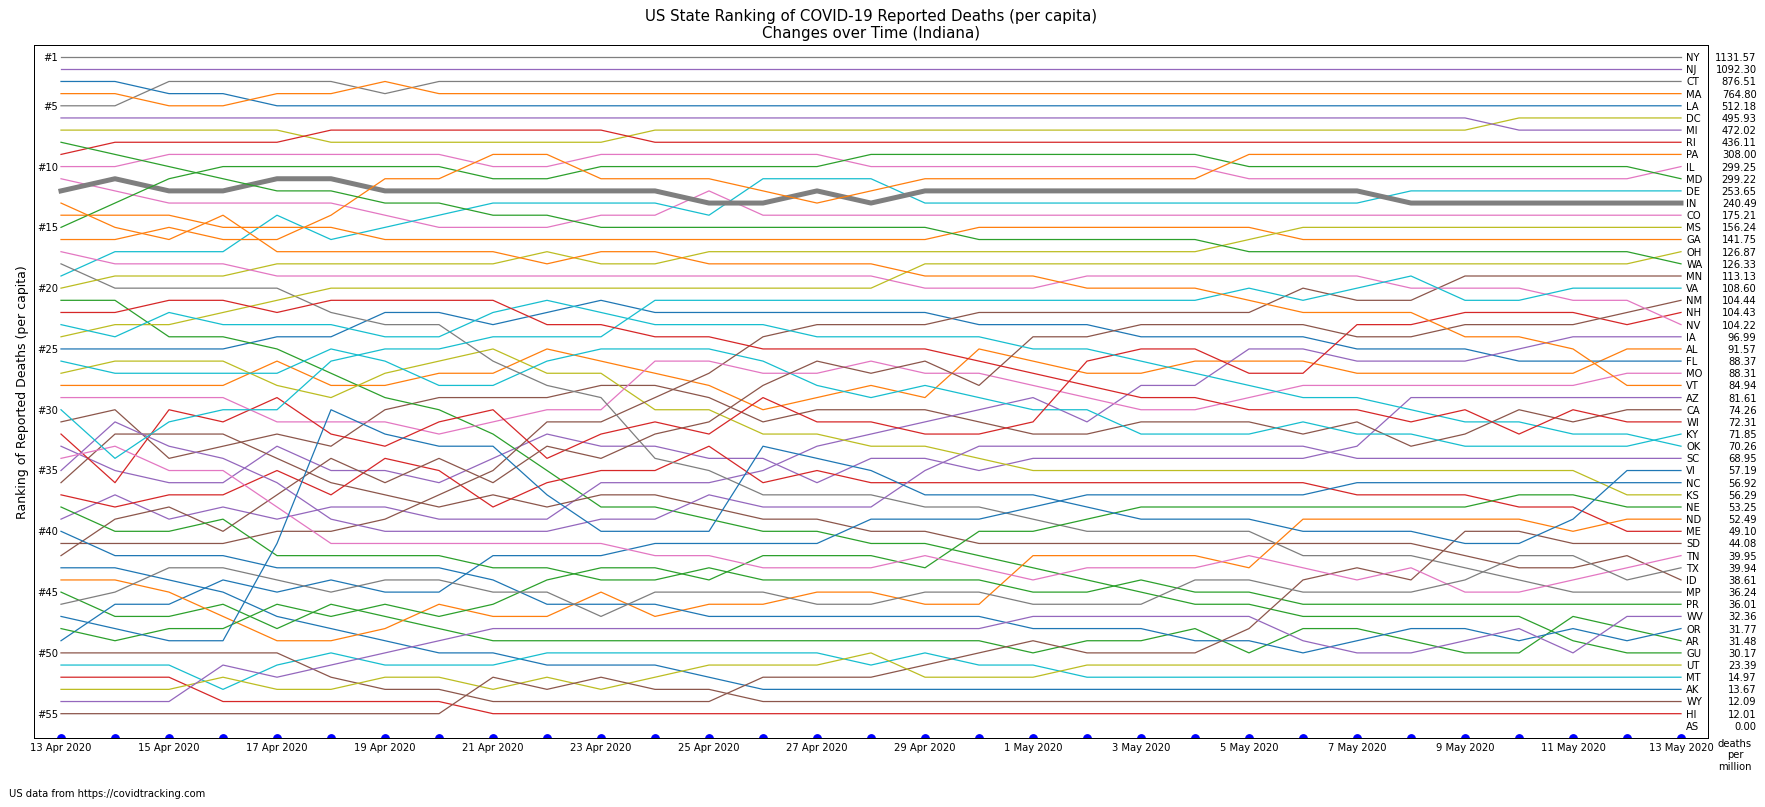 US State Ranking of COVID-19 Reported Deaths (per capita)
Changes over Time (Indiana)
Ranking of Reported Deaths (per capita)
#1
#5
#10
#15
#20
#25
#30
#35
#40
#45
#50
#55
NY 1131.57
NJ 1092.30
CT 876.51
MA 764.80
LA 512.18
DC 495.93
MI 472.02
RI 436.11
PA 308.00
IL 299.25
MD 299.22
DE 253.65
IN 240.49
CO 175.21
MS 156.24
GA 141.75
OH 126.87
WA 126.33
MN 113.13
VA 108.60
NM 104.44
NH 104.43
NV 104.22
IA 96.99
AL 91.57
FL 88.37
MO 88.31
VT 84.94
AZ 81.61
CA 74.26
WI 72.31
KY 71.85
OK 70.26
SC 68.95
VI 57.19
NC 56.92
KS 56.29
NE 53.25
ND 52.49
ME 49.10
SD 44.08
TN 39.95
TX 39.94
ID 38.61
MP 36.24
PR 36.01
WV 32.36
OR 31.77
AR 31.48
GU 30.17
UT 23.39
MT 14.97
AK 13.67
WY 12.09
HI 12.01
AS 0.00
13 Apr 2020 15 Apr 2020 17 Apr 2020 19 Apr 2020 21 Apr 2020 23 Apr 2020 25 Apr 2020 27 Apr 2020 29 Apr 2020 1 May 2020 3 May 2020 5 May 2020 7 May 2020 9 May 2020 11 May 2020 13 May 2020
deaths
per
million
US data from https://covidtracking.com